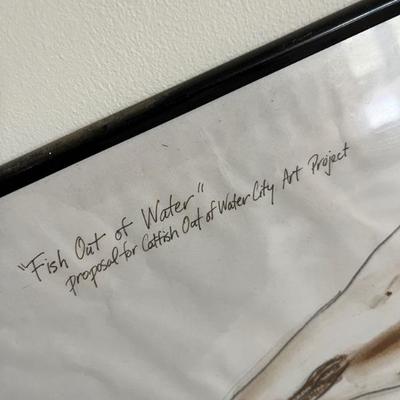 "Fish Out of Water"
Proposal for Catfish Out of Water City Art Project